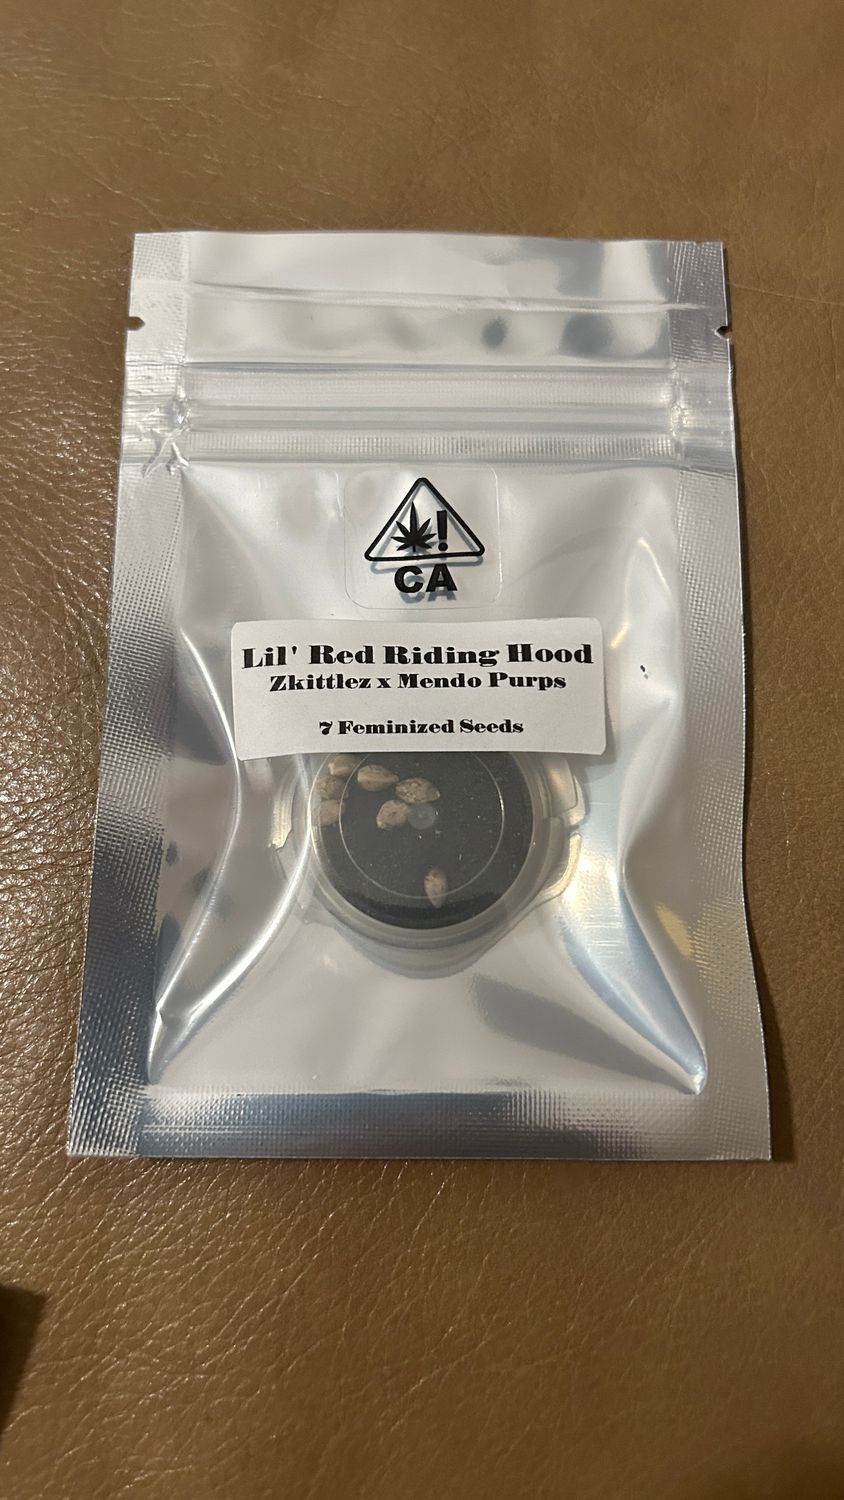 !
CA
Lil' Red Riding Hood
Zkittlez x Mendo Purps
7 Feminized Seeds